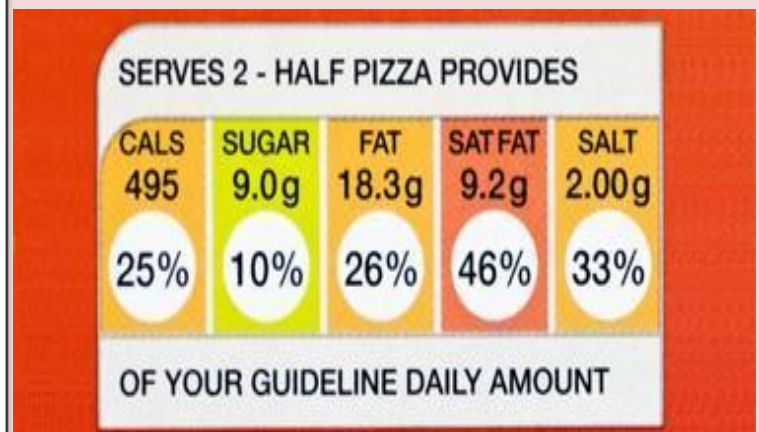 SERVES 2 - HALF PIZZA PROVIDES
CALS SUGAR FAT SAT FAT SALT
495 9.0g 18.3g 9.2g 2.00g
25% 10% 26% 46% 33%
OF YOUR GUIDELINE DAILY AMOUNT